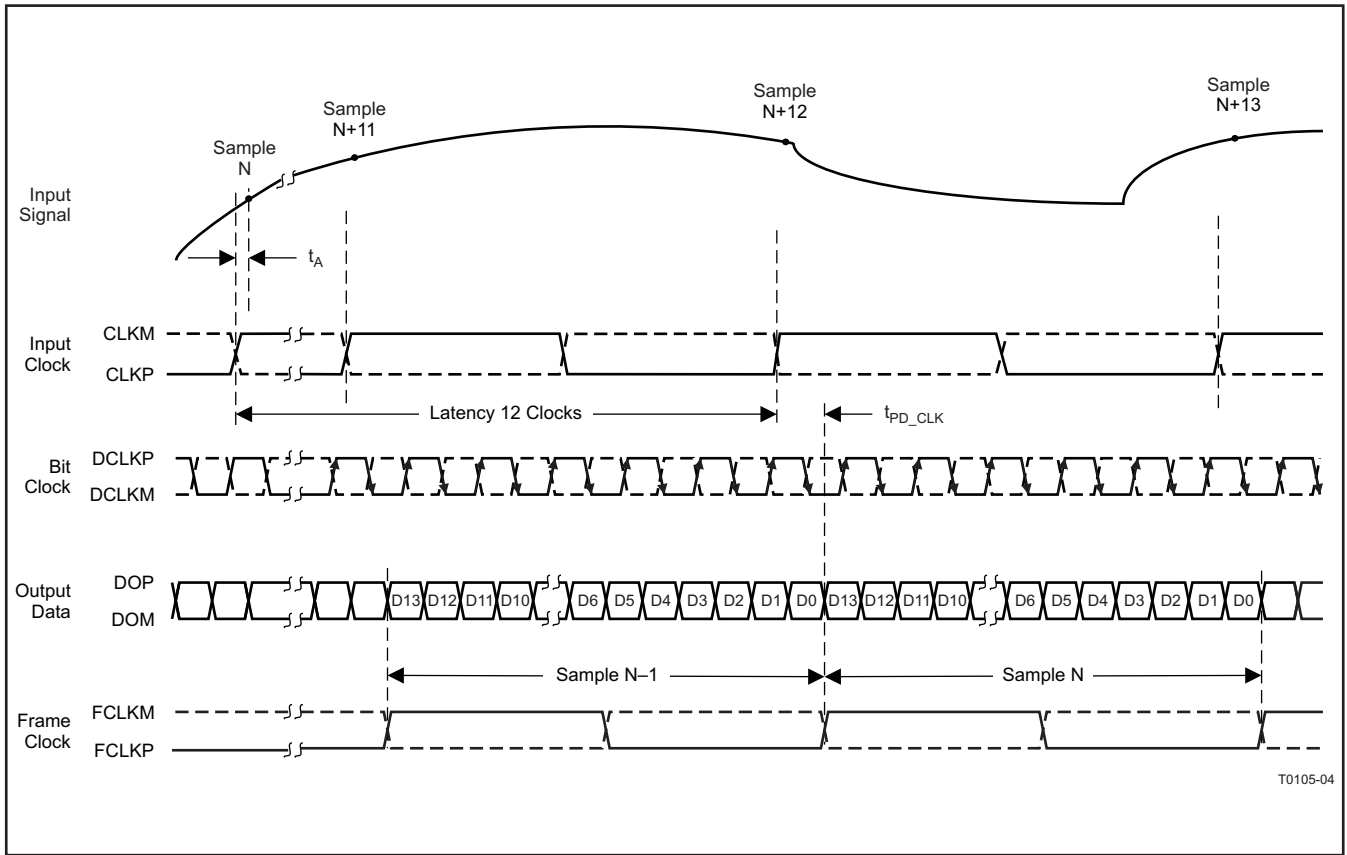 Sample
N
Sample
N+11
Sample
N+12
Sample
N+13
Input
Signal
tA
Input
Clock
CLKM
CLKP
Latency 12 Clocks
tPD_CLK
Bit
Clock
DCLKP
DCLKM
Output
Data
DOP
DOM
D13 D12 D11 D10 D6 D5 D4 D3 D2 D1 D0 D13 D12 D11 D10 D6 D5 D4 D3 D2 D1 D0
Sample N–1
Sample N
Frame
Clock
FCLKM
FCLKP
T0105-04